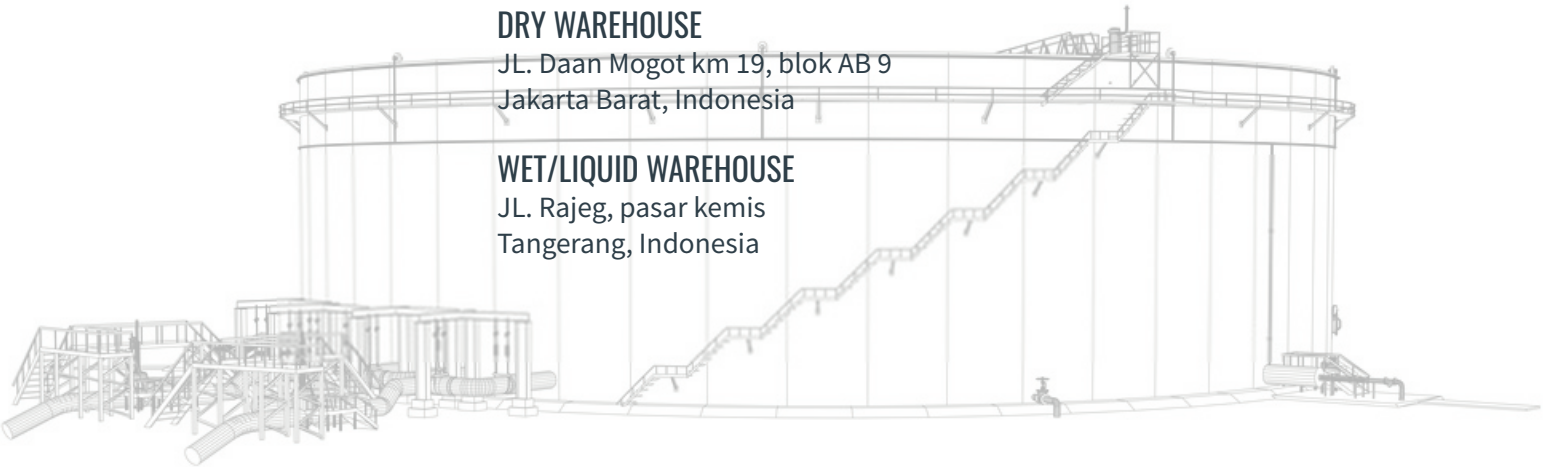 DRY WAREHOUSE
JL. Daan Mogot km 19, blok AB 9
Jakarta Barat, Indonesia
WET/LIQUID WAREHOUSE
JL. Rajeg, pasar kemis
Tangerang, Indonesia